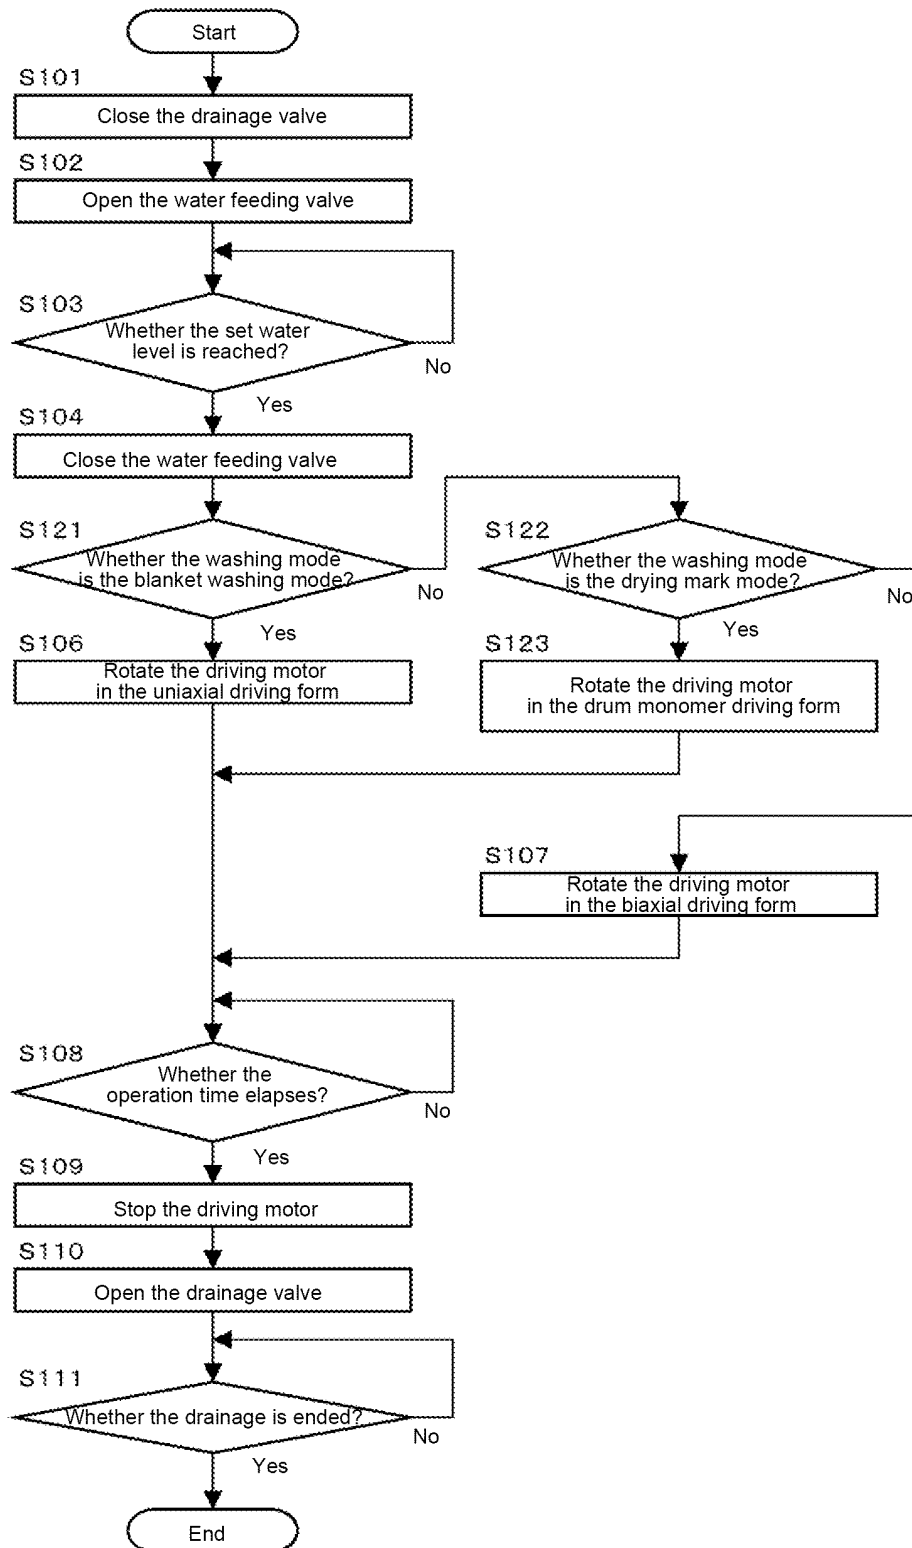 Start
S101
Close the drainage valve
S102
Open the water feeding valve
S103
Whether the set water
level is reached?
No
Yes
S104
Close the water feeding valve
S121
Whether the washing mode
is the blanket washing mode?
No
Yes
S122
Whether the washing mode
is the drying mark mode?
No
Yes
S106
Rotate the driving motor
in the uniaxial driving form
S123
Rotate the driving motor
in the drum monomer driving form
S107
Rotate the driving motor
in the biaxial driving form
S108
Whether the
operation time elapses?
No
Yes
S109
Stop the driving motor
S110
Open the drainage valve
S111
Whether the drainage is ended?
No
Yes
End